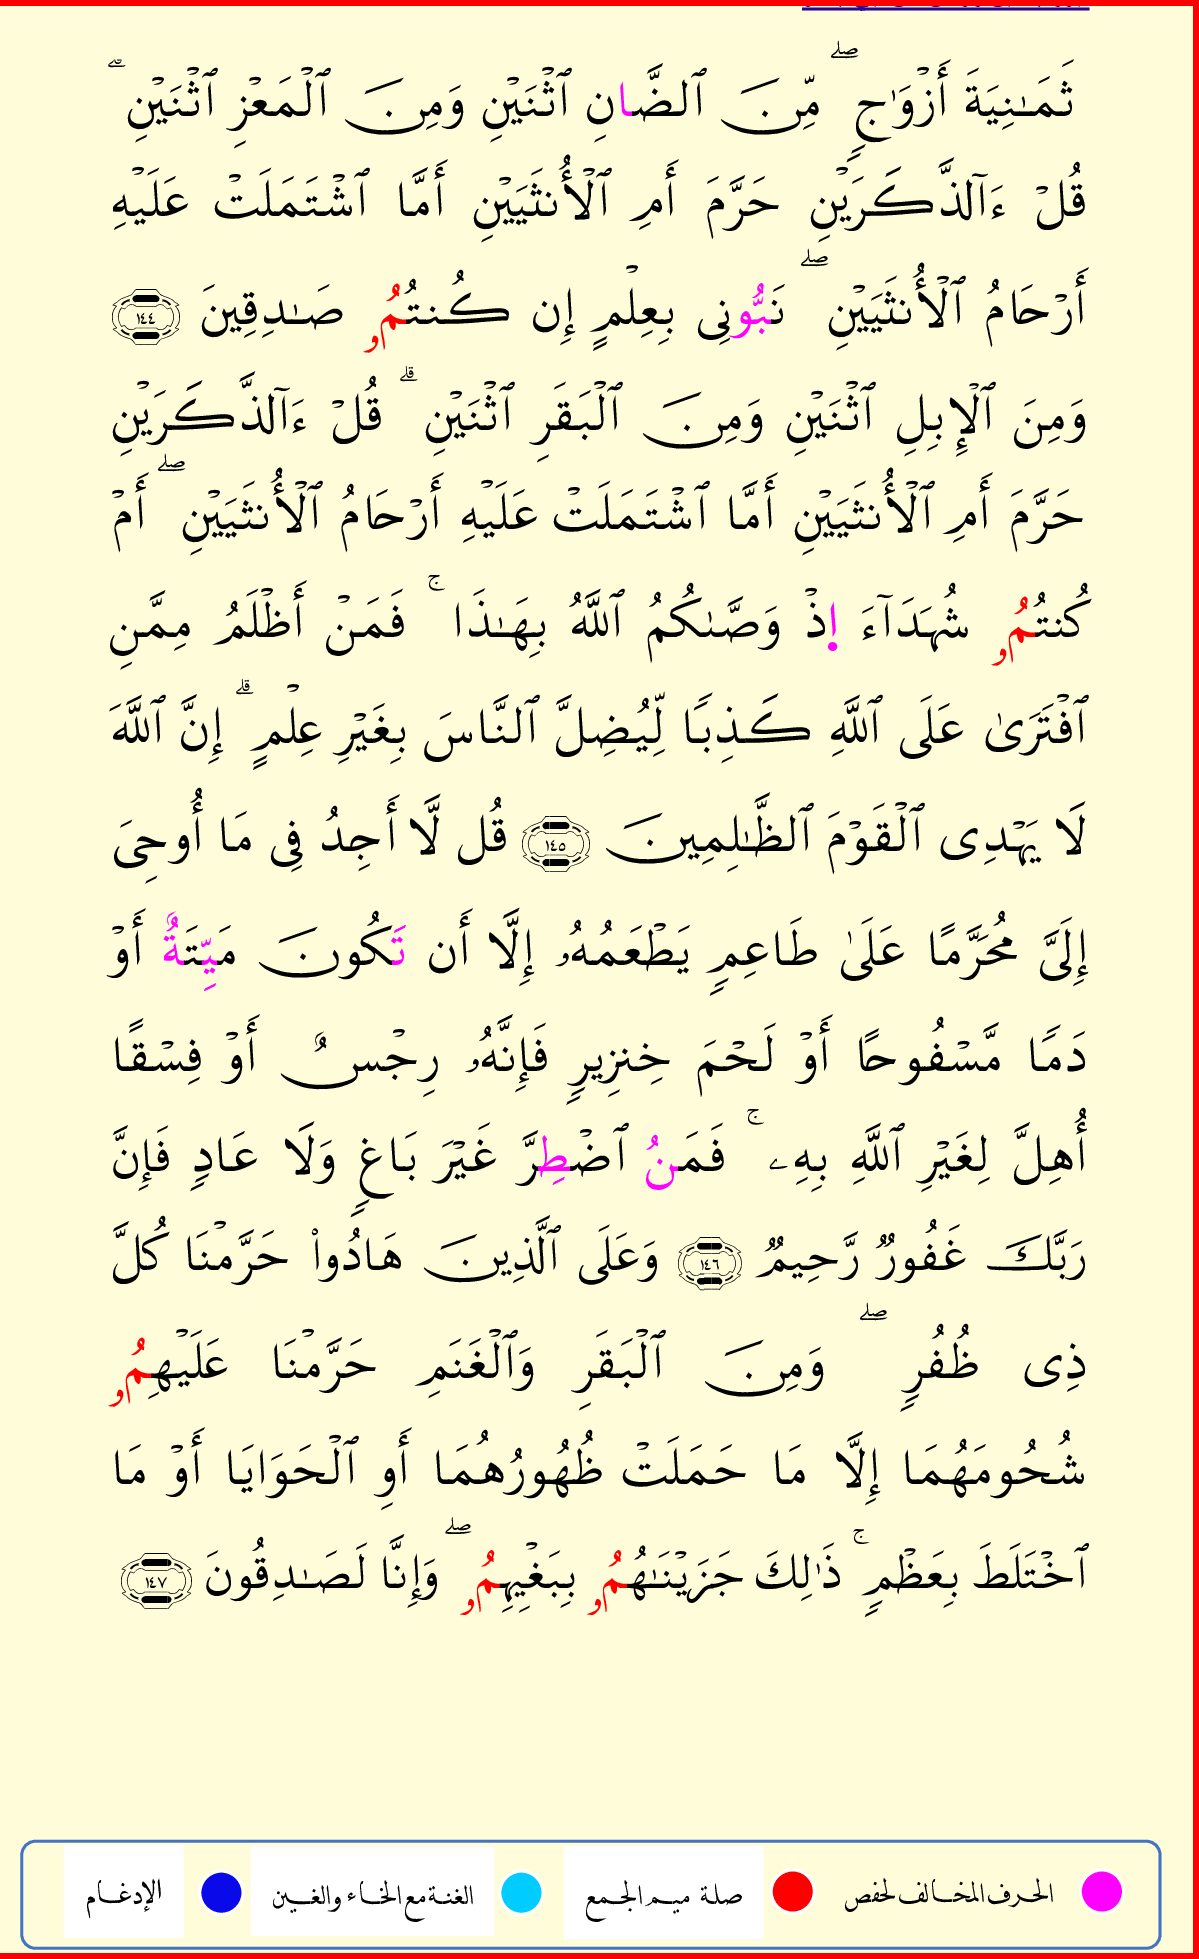 ثَمَـٰنِيَةَ أَزۡوَٰجٖۖ مِّنَ ٱلضَّانِ ٱثۡنَيۡنِ وَمِنَ ٱلۡمَعۡزِ ٱثۡنَيۡنِۗ
قُلۡ ءَآلذَّكَرَيۡنِ حَرَّمَ أَمِ ٱلۡأُنثَيَيۡنِ أَمَّا ٱشۡتَمَلَتۡ عَلَيۡهِ
أَرۡحَامُ ٱلۡأُنثَيَيۡنِۖ نَبُّونِى بِعِلۡمٍ إِن كُنتُمُۥ صَـٰدِقِينَ ١٤٤
وَمِنَ ٱلۡإِبِلِ ٱثۡنَيۡنِ وَمِنَ ٱلۡبَقَرِ ٱثۡنَيۡنِۗ قُلۡ ءَآلذَّكَرَيۡنِ
حَرَّمَ أَمِ ٱلۡأُنثَيَيۡنِ أَمَّا ٱشۡتَمَلَتۡ عَلَيۡهِ أَرۡحَامُ ٱلۡأُنثَيَيۡنِۖ أَمۡ
كُنتُمُۥ شُهَدَآءَ اِذۡ وَصَّىٰكُمُ ٱللَّهُ بِهَـٰذَاۚ فَمَنۡ أَظۡلَمُ مِمَّنِ
ٱفۡتَرَىٰ عَلَى ٱللَّهِ كَذِبٗا لِّيُضِلَّ ٱلنَّاسَ بِغَيۡرِ عِلۡمٍۗ إِنَّ ٱللَّهَ
لَا يَهۡدِى ٱلۡقَوۡمَ ٱلظَّـٰلِمِينَ ١٤٥ قُل لَّا أَجِدُ فِى مَا أُوحِىَ
إِلَىَّ مُحَرَّمًا عَلَىٰ طَاعِمٖ يَطۡعَمُهُۥ إِلَّا أَن تَكُونَ مَيِّتَةٌ أَوۡ
دَمٗا مَّسۡفُوحًا أَوۡ لَحۡمَ خِنزِيرٖ فَإِنَّهُۥ رِجۡسٌ أَوۡ فِسۡقًا
أُهِلَّ لِغَيۡرِ ٱللَّهِ بِهِۦۚ فَمَنُ ٱضۡطِرَّ غَيۡرَ بَاغٖ وَلَا عَادٖ فَإِنَّ
رَبَّكَ غَفُورٞ رَّحِيمٞ ١٤٦ وَعَلَى ٱلَّذِينَ هَادُواْ حَرَّمۡنَا كُلَّ
ذِى ظُفُرٖۖ وَمِنَ ٱلۡبَقَرِ وَٱلۡغَنَمِ حَرَّمۡنَا عَلَيۡهِمُۥ
شُحُومَهُمَا إِلَّا مَا حَمَلَتۡ ظُهُورُهُمَا أَوِ ٱلۡحَوَايَا أَوۡ مَا
ٱخۡتَلَطَ بِعَظۡمٖۚ ذَٰلِكَ جَزَيۡنَـٰهُمُۥ بِبَغۡيِهِمُۥۖ وَإِنَّا لَصَـٰدِقُونَ ١٤٧
الحرف المخالف لحفص صلة ميم الجمع الغنة مع الخاء والغين الإدغام